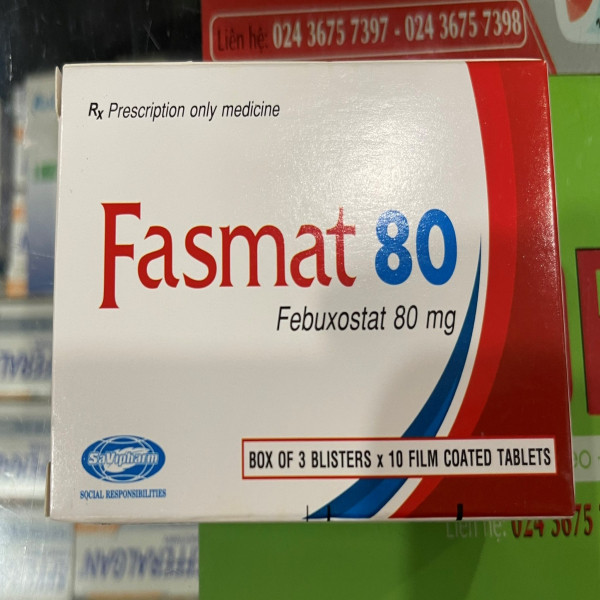 Liên hệ: 024 3675 7397 - 024 3675 7398
Rx Prescription only medicine
Fasmat 80
Febuxostat 80 mg
SaVipharm
SOCIAL RESPONSIBILITIES
BOX OF 3 BLISTERS x 10 FILM COATED TABLETS
Liên hệ: 024 3675
FFERALGAN